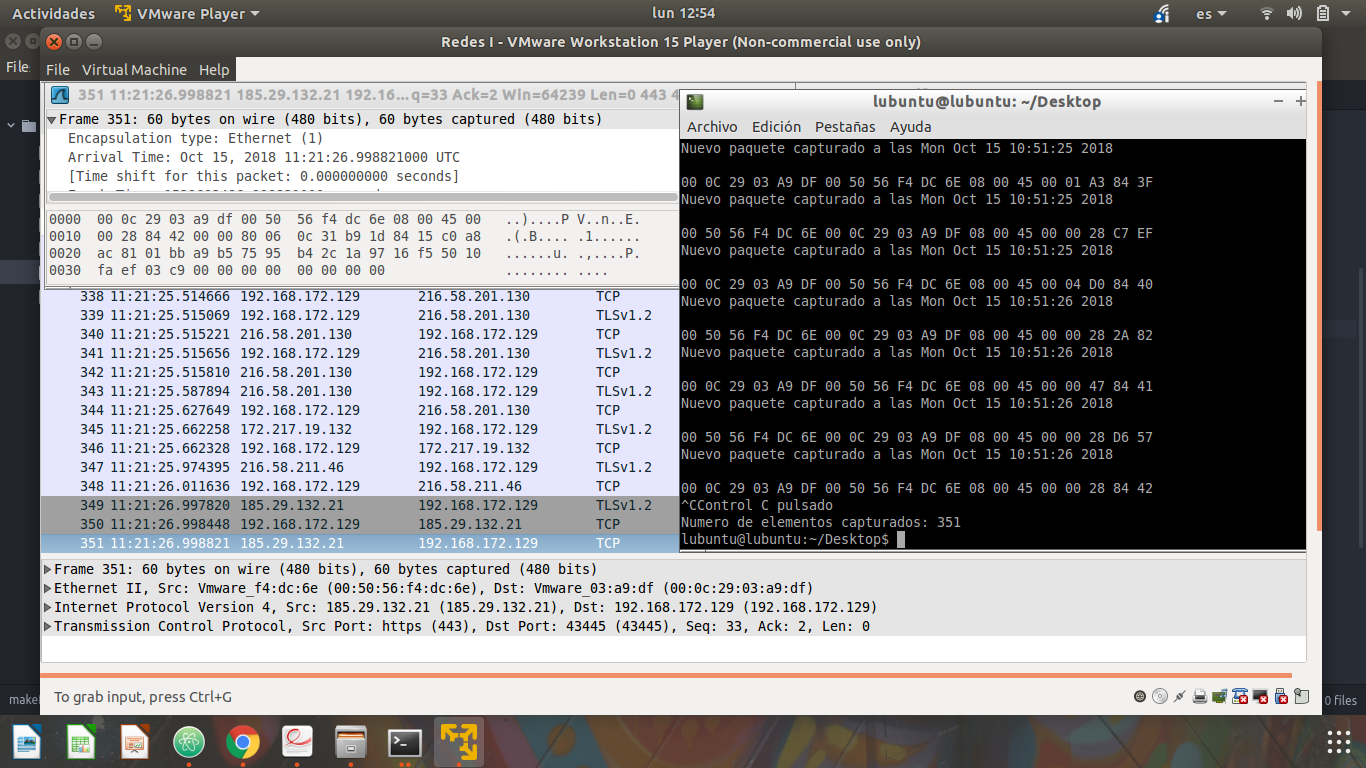 Actividades VMware Player lun 12:54 es
Redes I - VMware Workstation 15 Player (Non-commercial use only)
File Virtual Machine Help
351 11:21:26.998821 185.29.132.21 192.16...q=33 Ack=2 Win=64239 Len=0 443 4
Frame 351: 60 bytes on wire (480 bits), 60 bytes captured (480 bits)
Encapsulation type: Ethernet (1)
Arrival Time: Oct 15, 2018 11:21:26.998821000 UTC
[Time shift for this packet: 0.000000000 seconds]
0000 00 0c 29 03 a9 df 00 50 56 f4 dc 6e 08 00 45 00 ..)....P V..n..E.
0010 00 28 84 42 00 00 80 06 0c 31 b9 1d 84 15 c0 a8 .(.B.... .1......
0020 ac 81 01 bb a9 b5 75 95 b4 2c 1a 97 16 f5 50 10 ......u. .,....P.
0030 fa ef 03 c9 00 00 00 00 00 00 00 00 ........ ....
338 11:21:25.514666 192.168.172.129 216.58.201.130 TCP
339 11:21:25.515069 192.168.172.129 216.58.201.130 TLSv1.2
340 11:21:25.515221 216.58.201.130 192.168.172.129 TCP
341 11:21:25.515656 192.168.172.129 216.58.201.130 TLSv1.2
342 11:21:25.515810 216.58.201.130 192.168.172.129 TCP
343 11:21:25.587894 216.58.201.130 192.168.172.129 TLSv1.2
344 11:21:25.627649 192.168.172.129 216.58.201.130 TCP
345 11:21:25.662258 172.217.19.132 192.168.172.129 TLSv1.2
346 11:21:25.662328 192.168.172.129 172.217.19.132 TCP
347 11:21:25.974395 216.58.211.46 192.168.172.129 TLSv1.2
348 11:21:26.011636 192.168.172.129 216.58.211.46 TCP
349 11:21:26.997820 185.29.132.21 192.168.172.129 TLSv1.2
350 11:21:26.998448 192.168.172.129 185.29.132.21 TCP
351 11:21:26.998821 185.29.132.21 192.168.172.129 TCP
lubuntu@lubuntu: ~/Desktop
Archivo Edición Pestañas Ayuda
Nuevo paquete capturado a las Mon Oct 15 10:51:25 2018
00 0C 29 03 A9 DF 00 50 56 F4 DC 6E 08 00 45 00 01 A3 84 3F
Nuevo paquete capturado a las Mon Oct 15 10:51:25 2018
00 50 56 F4 DC 6E 00 0C 29 03 A9 DF 08 00 45 00 00 28 C7 EF
Nuevo paquete capturado a las Mon Oct 15 10:51:25 2018
00 0C 29 03 A9 DF 00 50 56 F4 DC 6E 08 00 45 00 04 D0 84 40
Nuevo paquete capturado a las Mon Oct 15 10:51:26 2018
00 50 56 F4 DC 6E 00 0C 29 03 A9 DF 08 00 45 00 00 28 2A 82
Nuevo paquete capturado a las Mon Oct 15 10:51:26 2018
00 0C 29 03 A9 DF 00 50 56 F4 DC 6E 08 00 45 00 00 47 84 41
Nuevo paquete capturado a las Mon Oct 15 10:51:26 2018
00 50 56 F4 DC 6E 00 0C 29 03 A9 DF 08 00 45 00 00 28 D6 57
Nuevo paquete capturado a las Mon Oct 15 10:51:26 2018
00 0C 29 03 A9 DF 00 50 56 F4 DC 6E 08 00 45 00 00 28 84 42
^CControl C pulsado
Numero de elementos capturados: 351
lubuntu@lubuntu:~/Desktop$
Frame 351: 60 bytes on wire (480 bits), 60 bytes captured (480 bits)
Ethernet II, Src: Vmware_f4:dc:6e (00:50:56:f4:dc:6e), Dst: Vmware_03:a9:df (00:0c:29:03:a9:df)
Internet Protocol Version 4, Src: 185.29.132.21 (185.29.132.21), Dst: 192.168.172.129 (192.168.172.129)
Transmission Control Protocol, Src Port: https (443), Dst Port: 43445 (43445), Seq: 33, Ack: 2, Len: 0
To grab input, press Ctrl+G
0 files